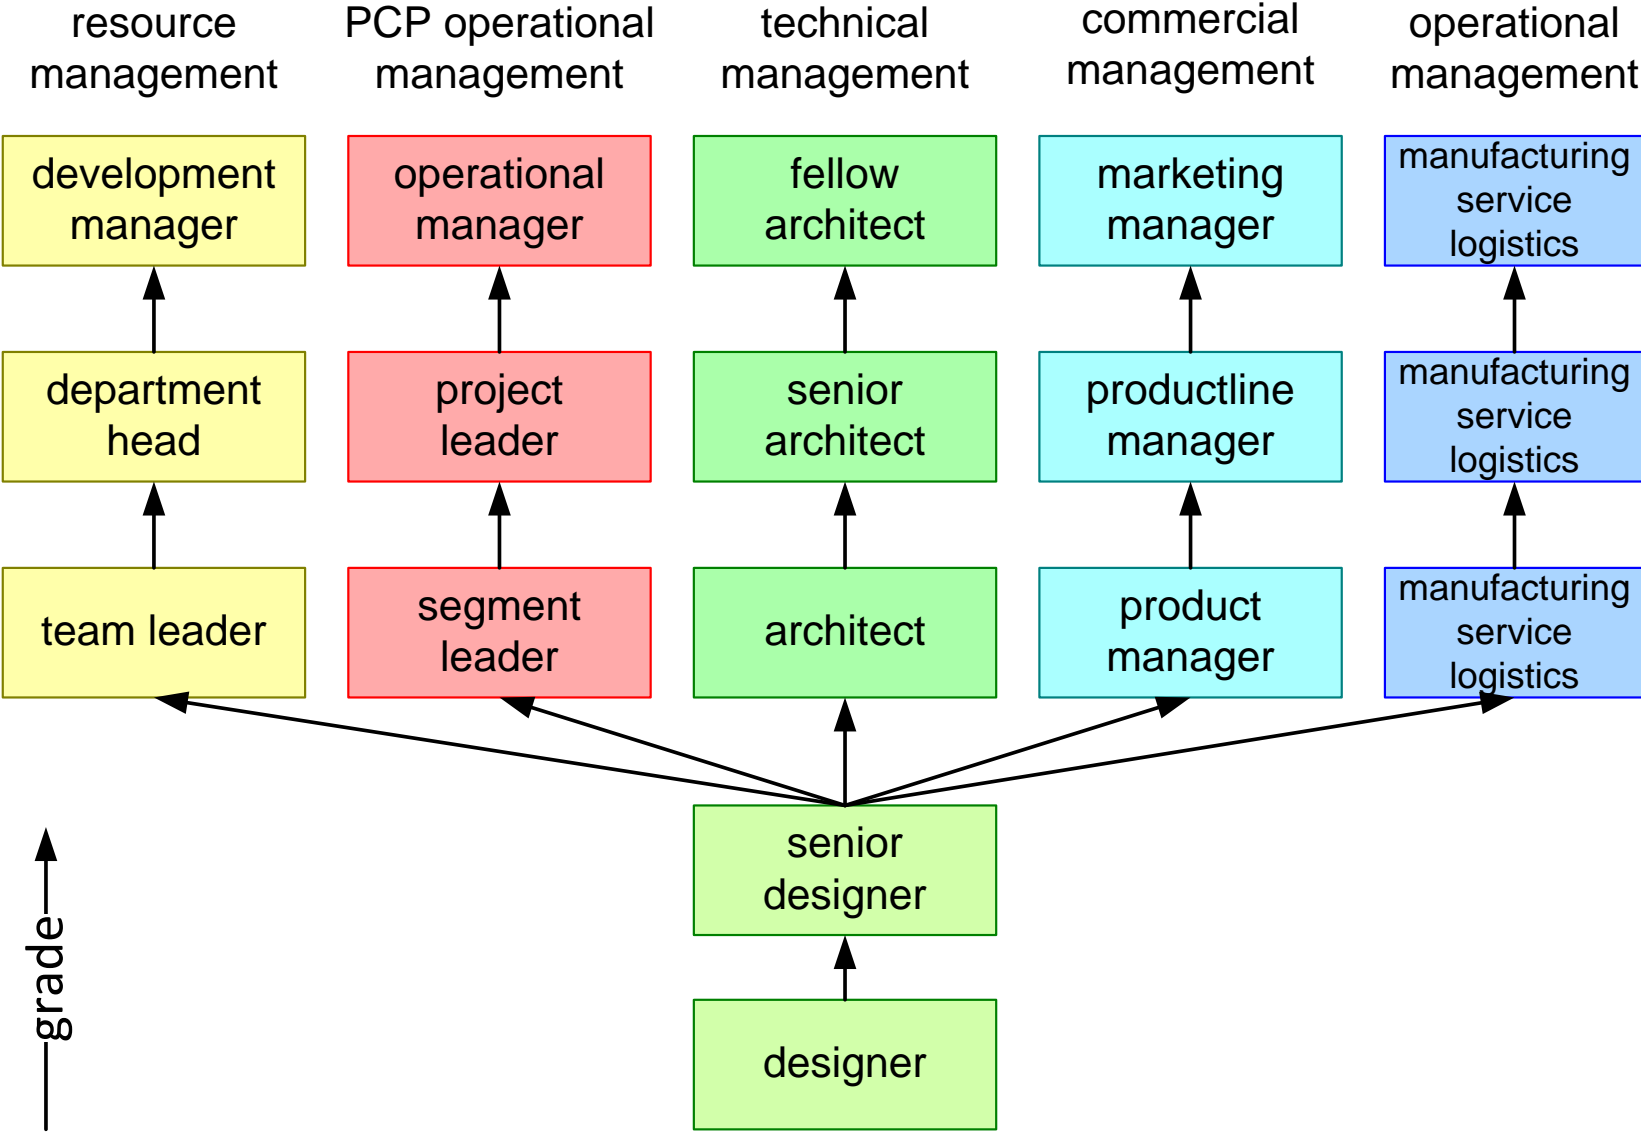 resource
management
PCP operational
management
technical
management
commercial
management
operational
management
development
manager
operational
manager
fellow
architect
marketing
manager
manufacturing
service
logistics
department
head
project
leader
senior
architect
productline
manager
manufacturing
service
logistics
team leader
segment
leader
architect
product
manager
manufacturing
service
logistics
senior
designer
grade
designer